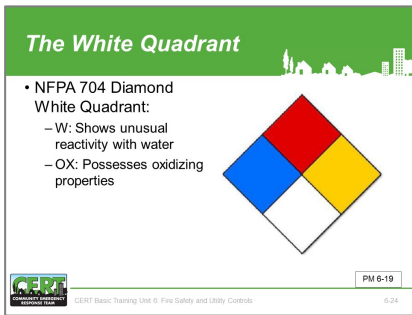 The White Quadrant
• NFPA 704 Diamond
White Quadrant:
– W: Shows unusual
reactivity with water
– OX: Possesses oxidizing
properties
PM 6-19
CERT
COMMUNITY EMERGENCY
RESPONSE TEAM
CERT Basic Training Unit 6: Fire Safety and Utility Controls
6-24